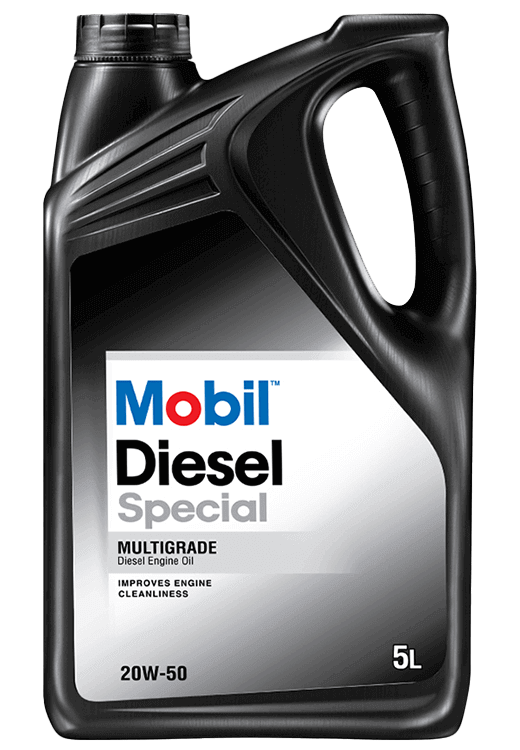 Mobil™
Diesel
Special
MULTIGRADE
Diesel Engine Oil
IMPROVES ENGINE
CLEANLINESS
5L
20W-50